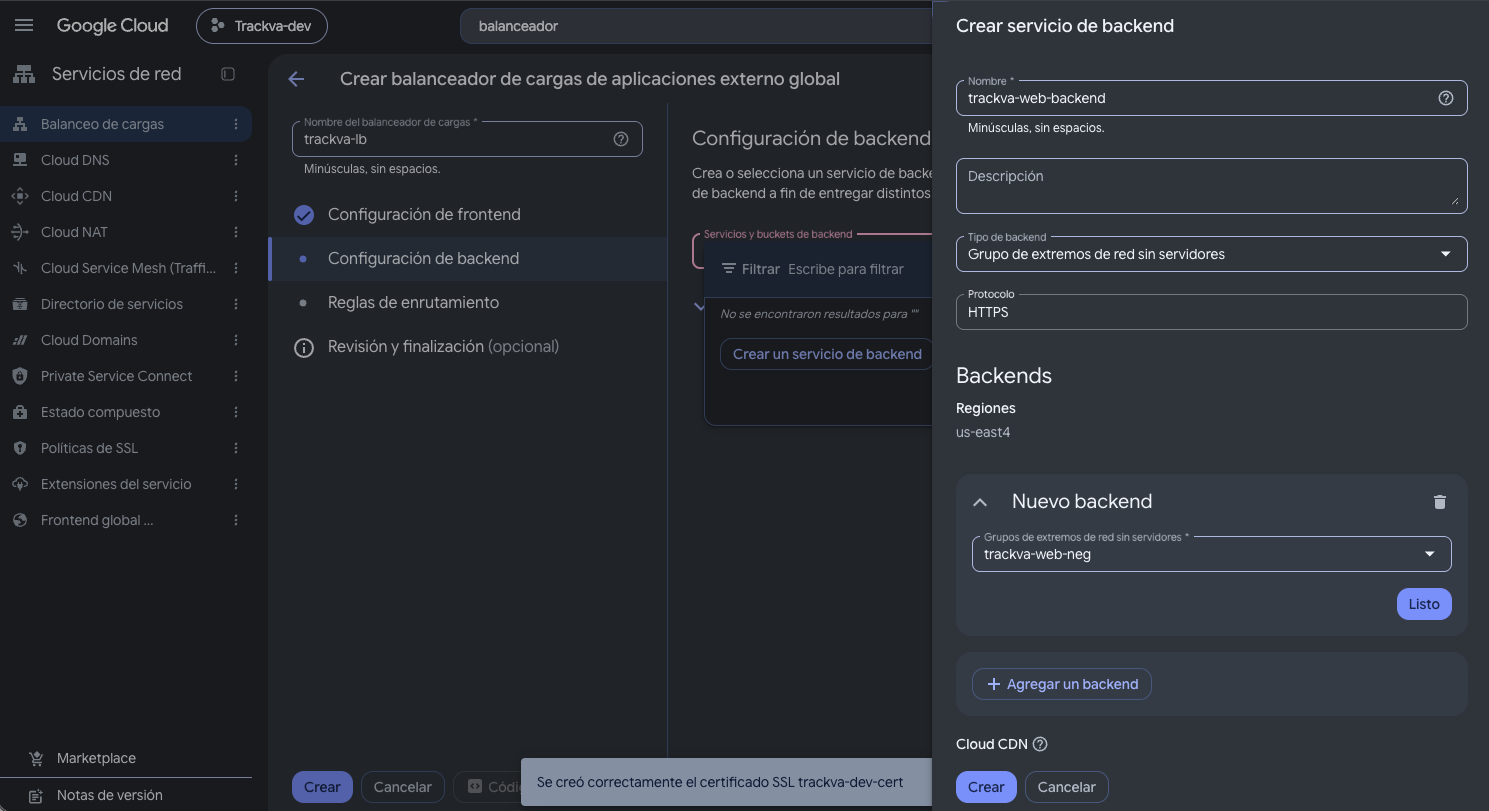 Google Cloud
Trackva-dev
balanceador
Servicios de red
Balanceo de cargas
Cloud DNS
Cloud CDN
Cloud NAT
Cloud Service Mesh (Traffi...
Directorio de servicios
Cloud Domains
Private Service Connect
Estado compuesto
Políticas de SSL
Extensiones del servicio
Frontend global ...
Marketplace
Notas de versión
Crear balanceador de cargas de aplicaciones externo global
Nombre del balanceador de cargas *
trackva-lb
Minúsculas, sin espacios.
Configuración de frontend
Configuración de backend
Reglas de enrutamiento
Revisión y finalización (opcional)
Crear
Cancelar
Códi
Configuración de backend
Crea o selecciona un servicio de backe
de backend a fin de entregar distintos
Servicios y buckets de backend
Filtrar Escribe para filtrar
No se encontraron resultados para ""
Crear un servicio de backend
Se creó correctamente el certificado SSL trackva-dev-cert
Crear servicio de backend
Nombre *
trackva-web-backend
Minúsculas, sin espacios.
Descripción
Tipo de backend
Grupo de extremos de red sin servidores
Protocolo
HTTPS
Backends
Regiones
us-east4
Nuevo backend
Grupos de extremos de red sin servidores *
trackva-web-neg
Listo
Agregar un backend
Cloud CDN
Crear
Cancelar